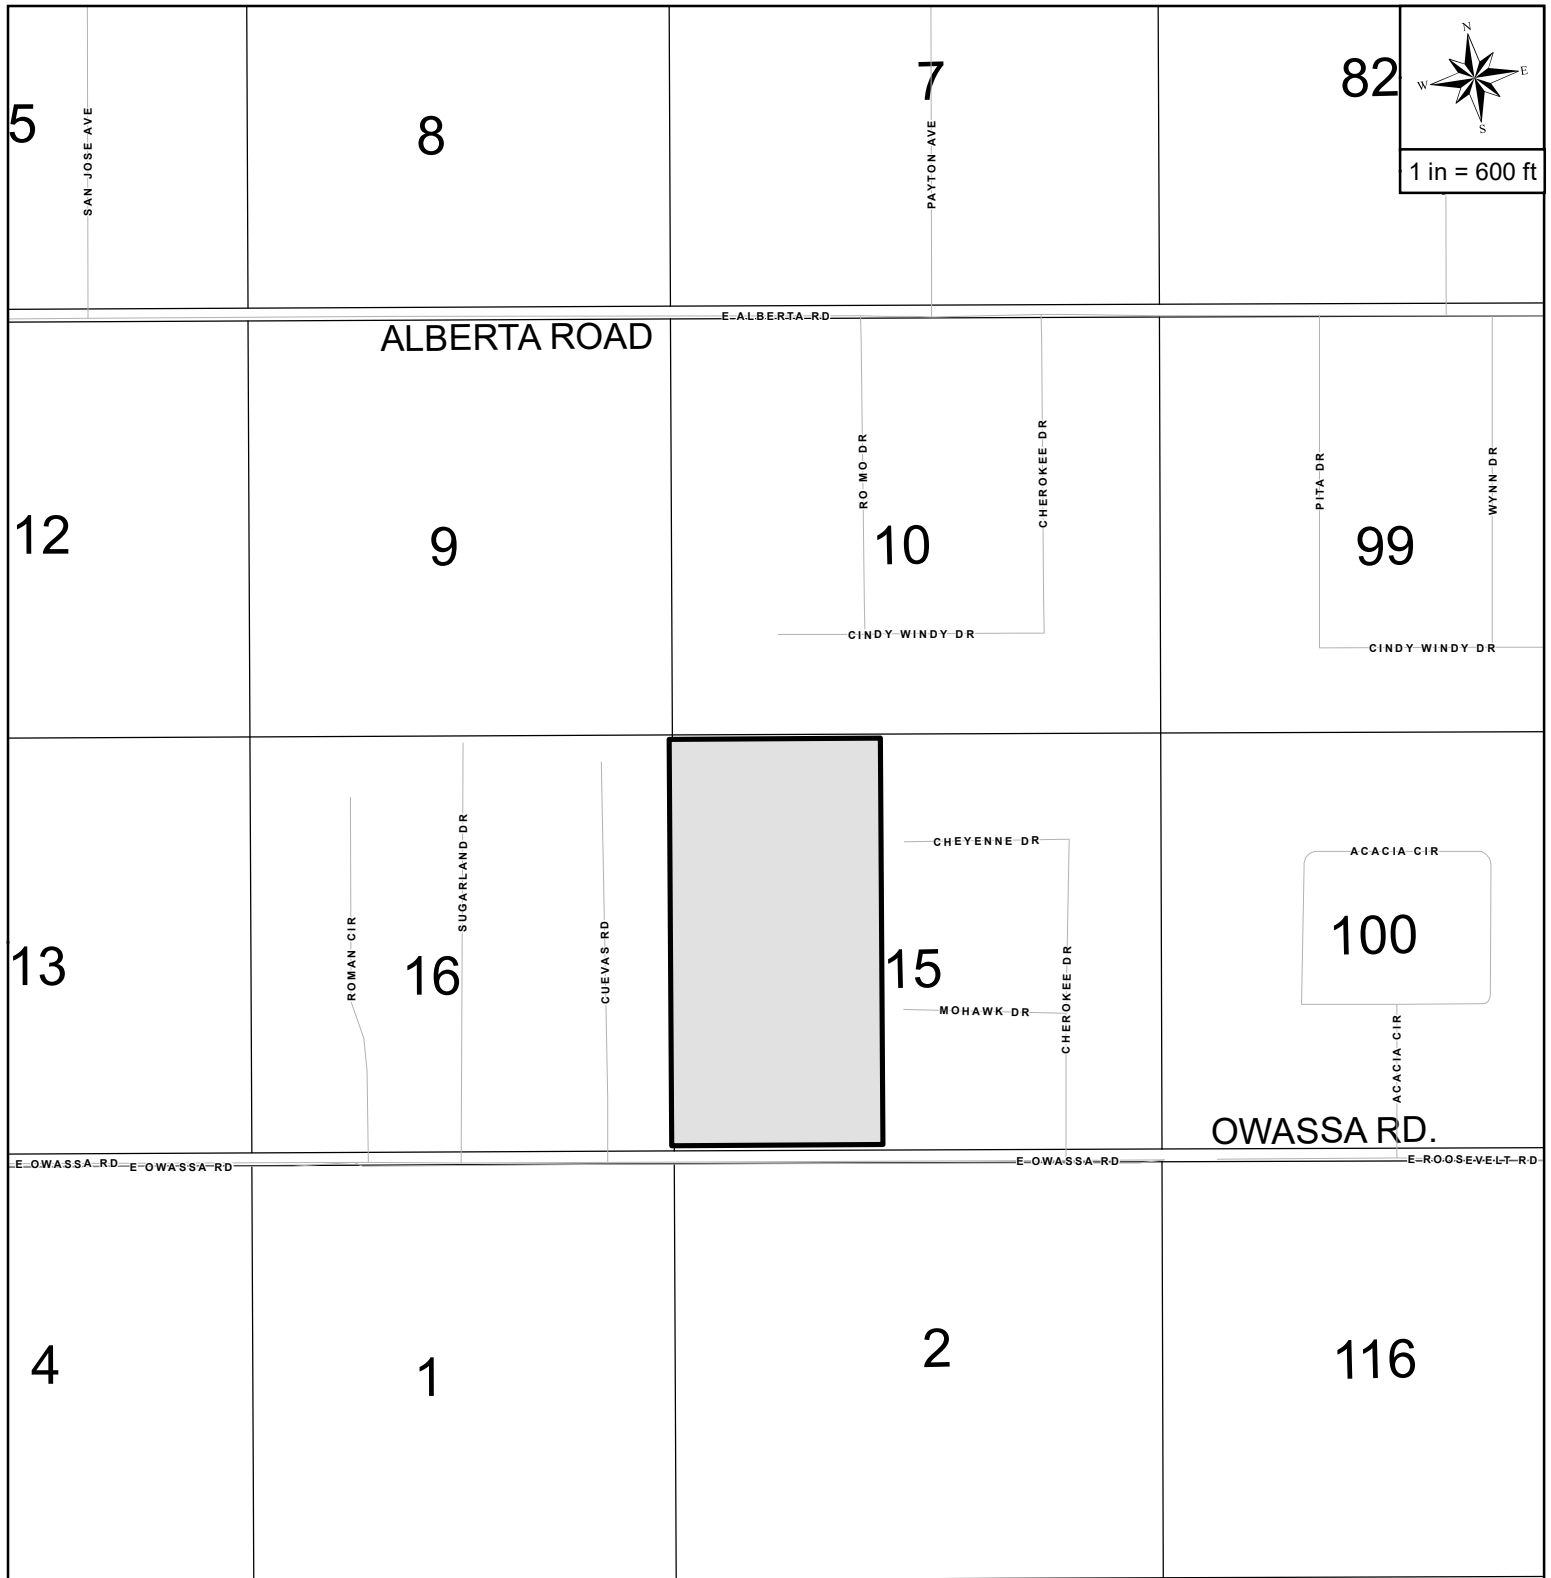 N
W
E
S
1 in = 600 ft
5
SAN JOSE AVE
8
7
PAYTON AVE
82
E ALBERTA RD
ALBERTA ROAD
12
9
RO MO DR
10
CHEROKEE DR
CINDY WINDY DR
PITA DR
99
WYNN DR
CINDY WINDY DR
13
ROMAN CIR
16
SUGARLAND DR
CUEVAS RD
15
CHEYENNE DR
MOHAWK DR
CHEROKEE DR
ACACIA CIR
100
ACACIA CIR
OWASSA RD.
E OWASSA RD
E OWASSA RD
E OWASSA RD
E ROOSEVELT RD
4
1
2
116